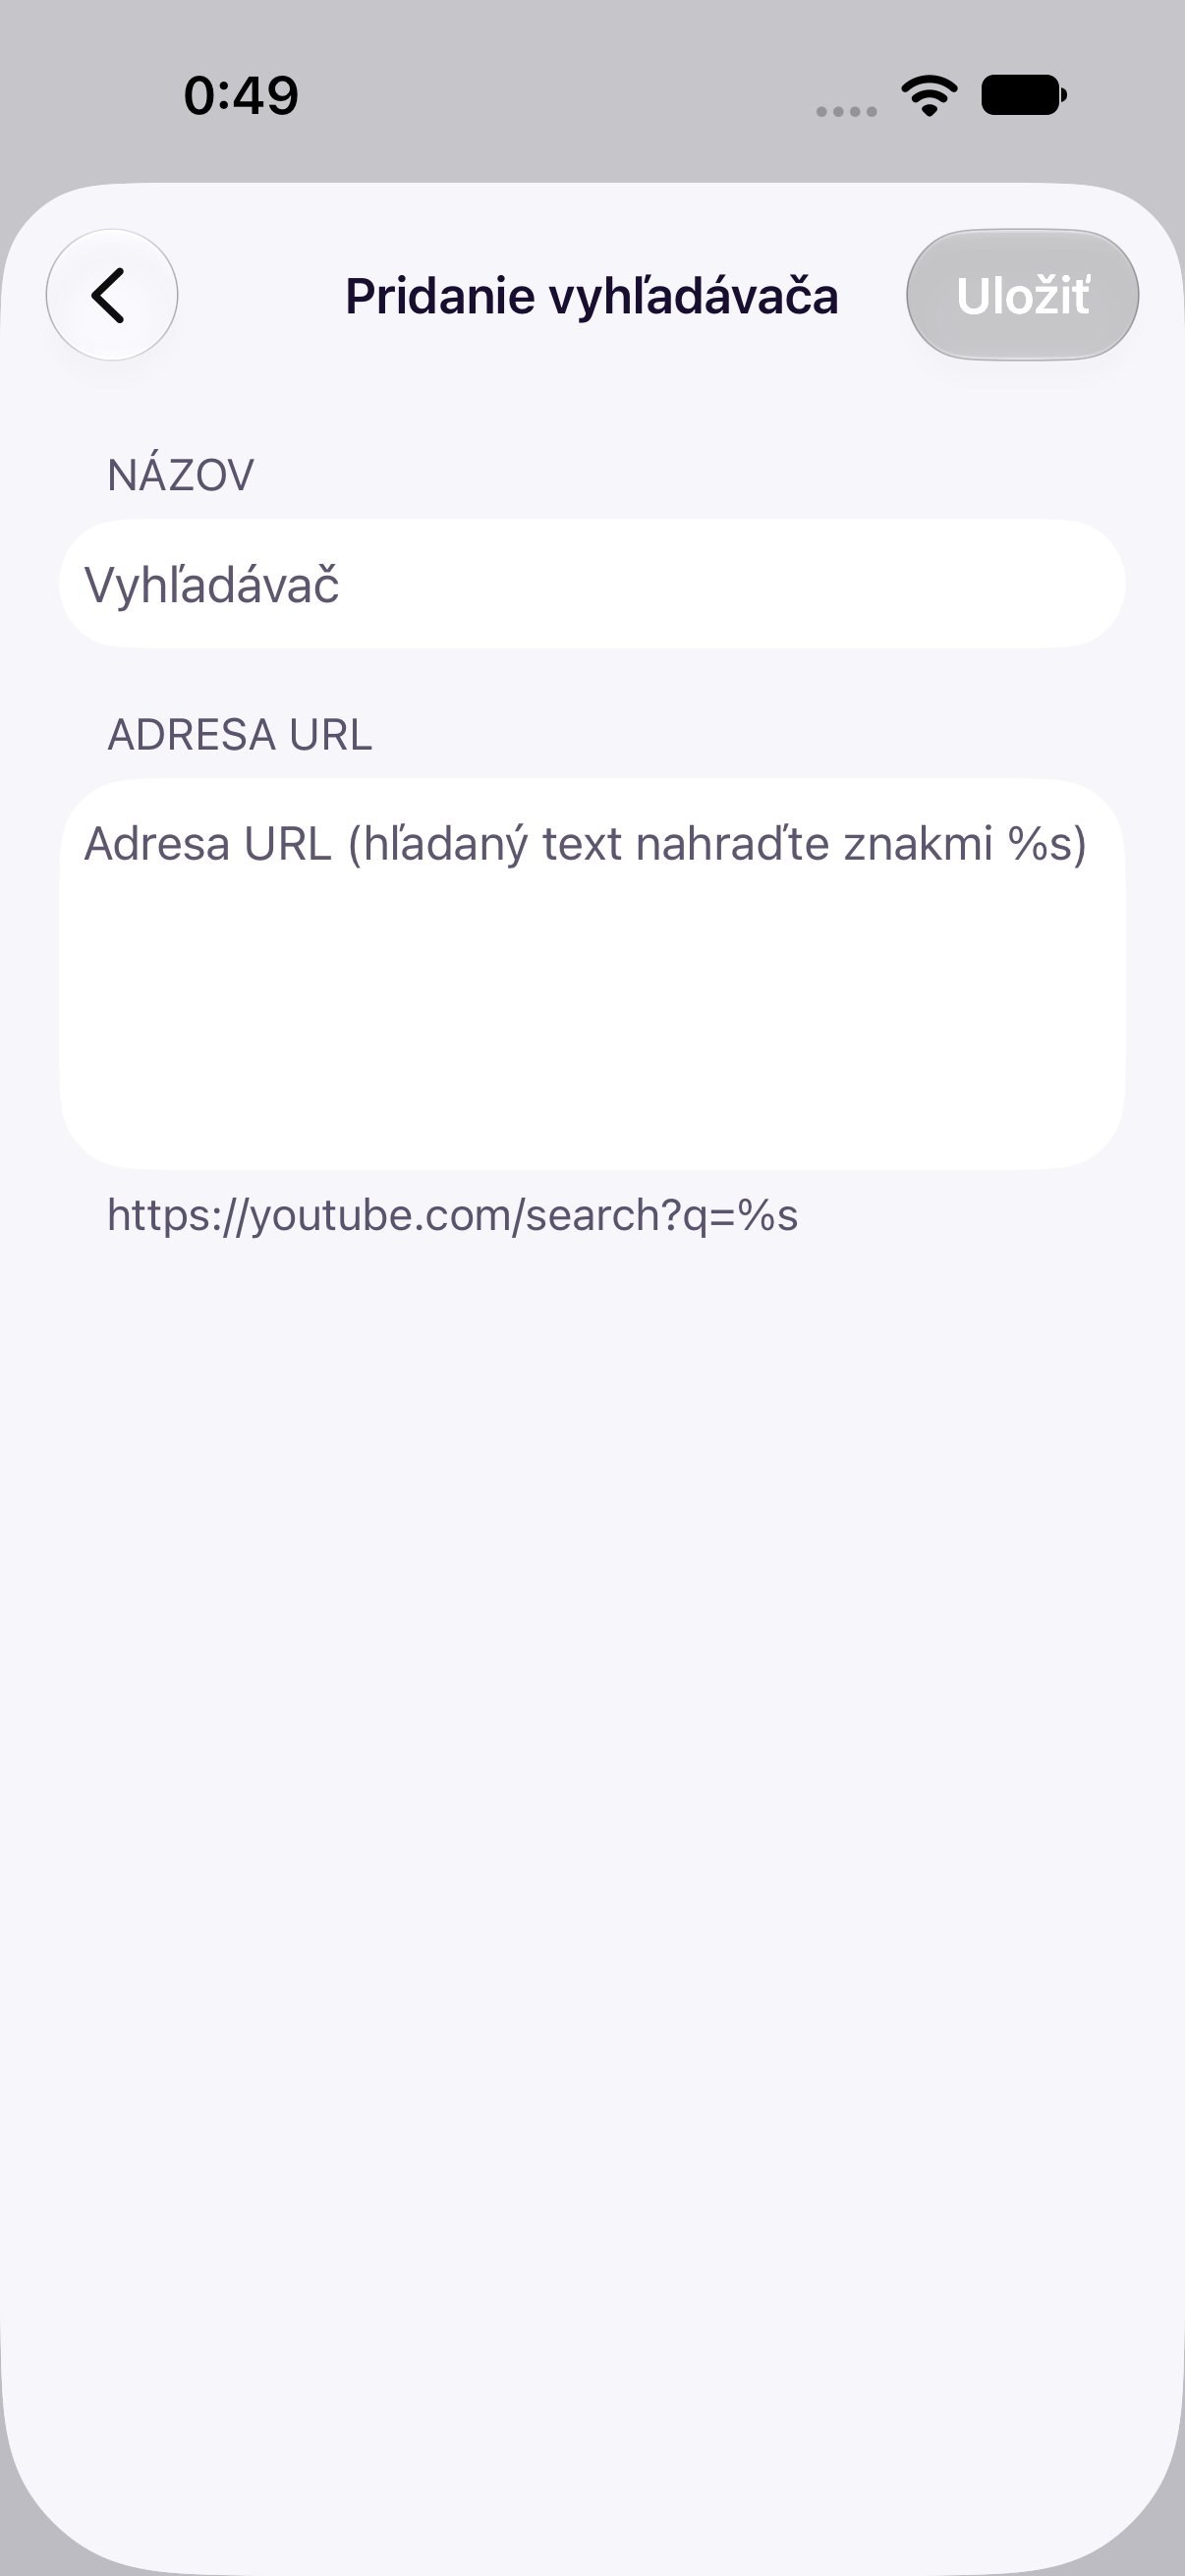 0:49
Pridanie vyhľadávača
Uložiť
NÁZOV
Vyhľadávač
ADRESA URL
Adresa URL (hľadaný text nahraďte znakmi %s)
https://youtube.com/search?q=%s